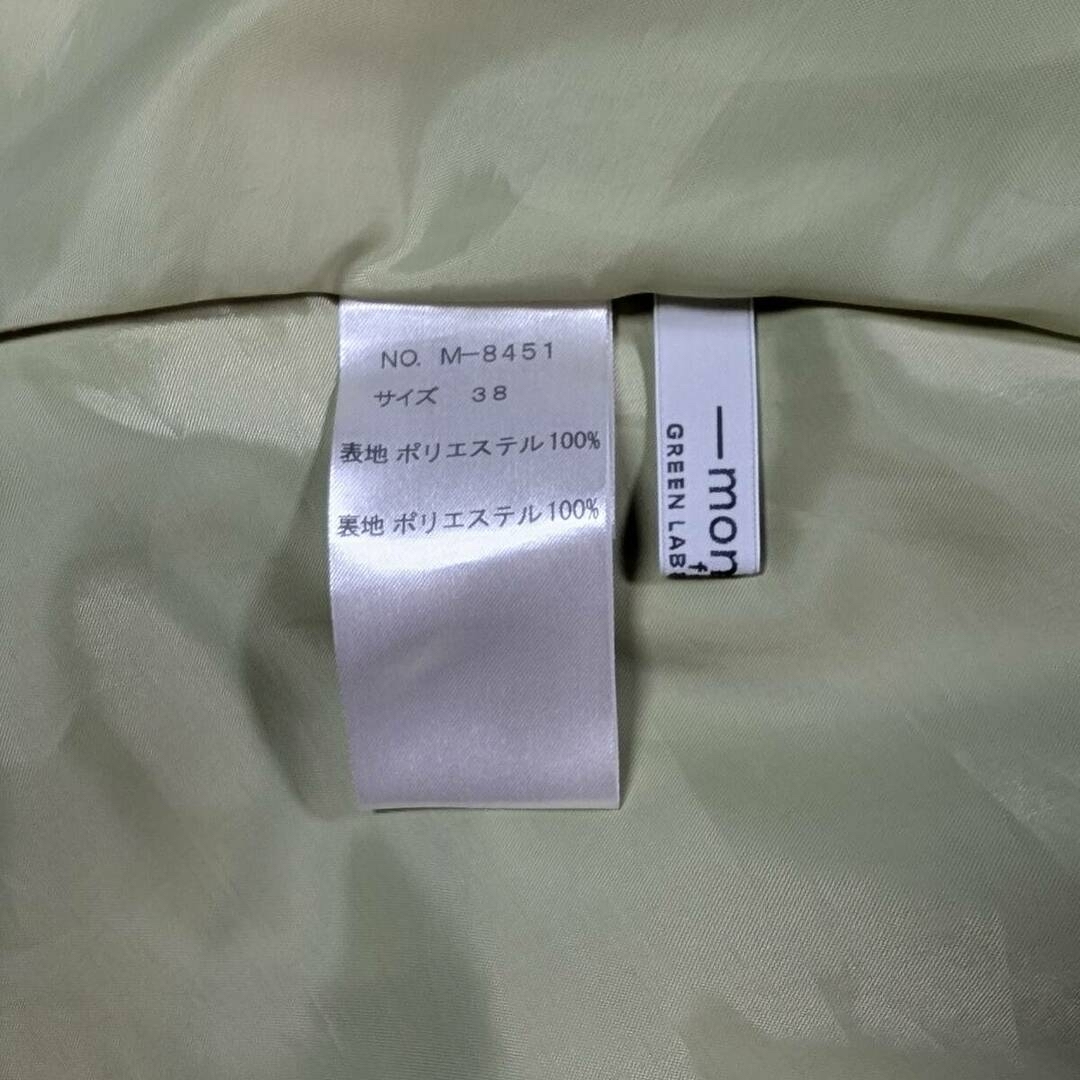 NO. M-8451
サイズ 38
表地 ポリエステル100%
裏地 ポリエステル100%
—mon
GREEN LAB
f